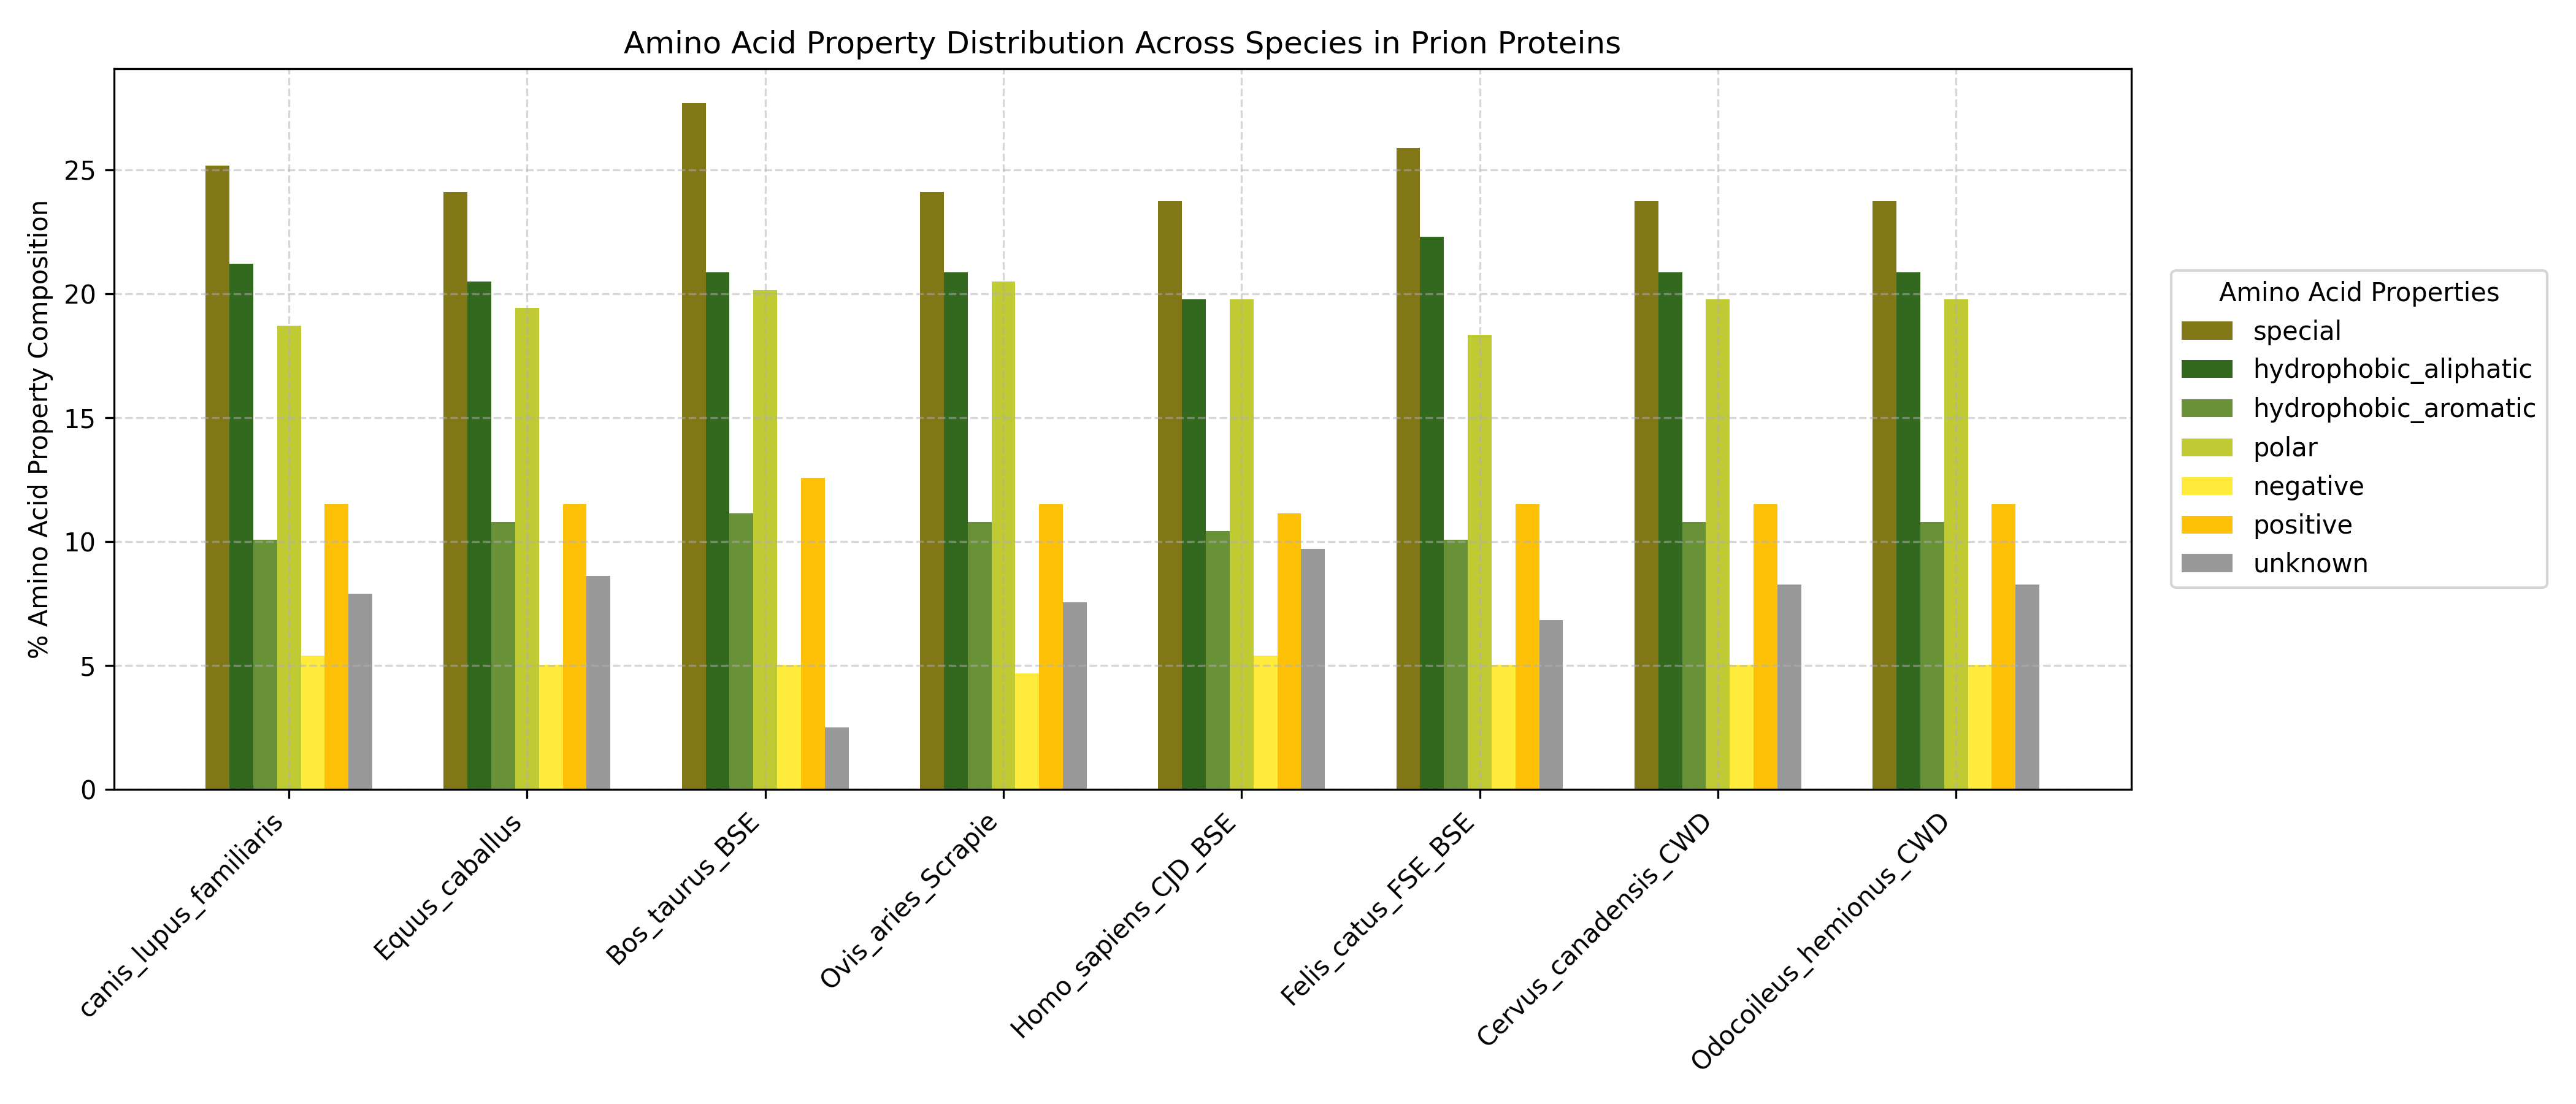 Amino Acid Property Distribution Across Species in Prion Proteins
% Amino Acid Property Composition
25
20
15
10
5
0
canis_lupus_familiaris
Equus_caballus
Bos_taurus_BSE
Ovis_aries_Scrapie
Homo_sapiens_CJD_BSE
Felis_catus_FSE_BSE
Cervus_canadensis_CWD
Odocoileus_hemionus_CWD
Amino Acid Properties
special
hydrophobic_aliphatic
hydrophobic_aromatic
polar
negative
positive
unknown